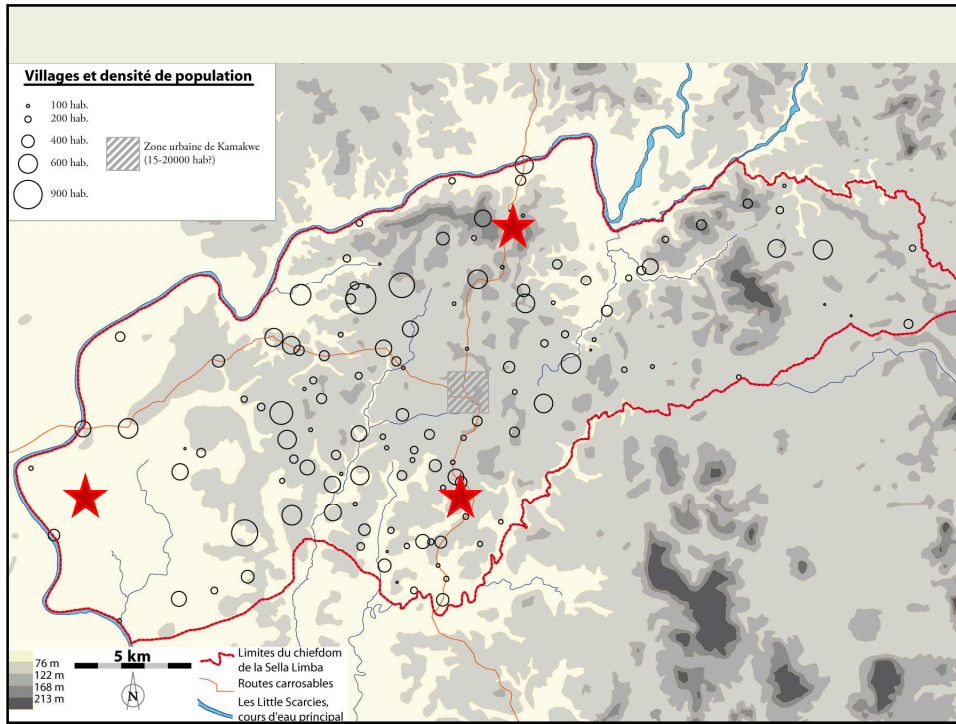 Villages et densité de population
100 hab.
200 hab.
400 hab.
600 hab.
900 hab.
Zone urbaine de Kamakwe
(15-20000 hab?)
76 m
122 m
168 m
213 m
5 km
N
Limites du chiefdom
de la Sella Limba
Routes carrosables
Les Little Scarcies,
cours d'eau principal